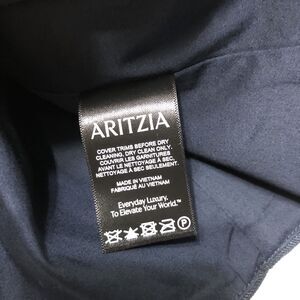 ARITZIA
COVER TRIMS BEFORE DRY
CLEANING. DRY CLEAN ONLY.
COUVRIR LES GARNITURES
AVANT NETTOYAGE À SEC.
NETTOYAGE À SEC SEULEMENT.
MADE IN VIETNAM
FABRIQUÉ AU VIETNAM
Everyday Luxury.
To Elevate Your World.™
P